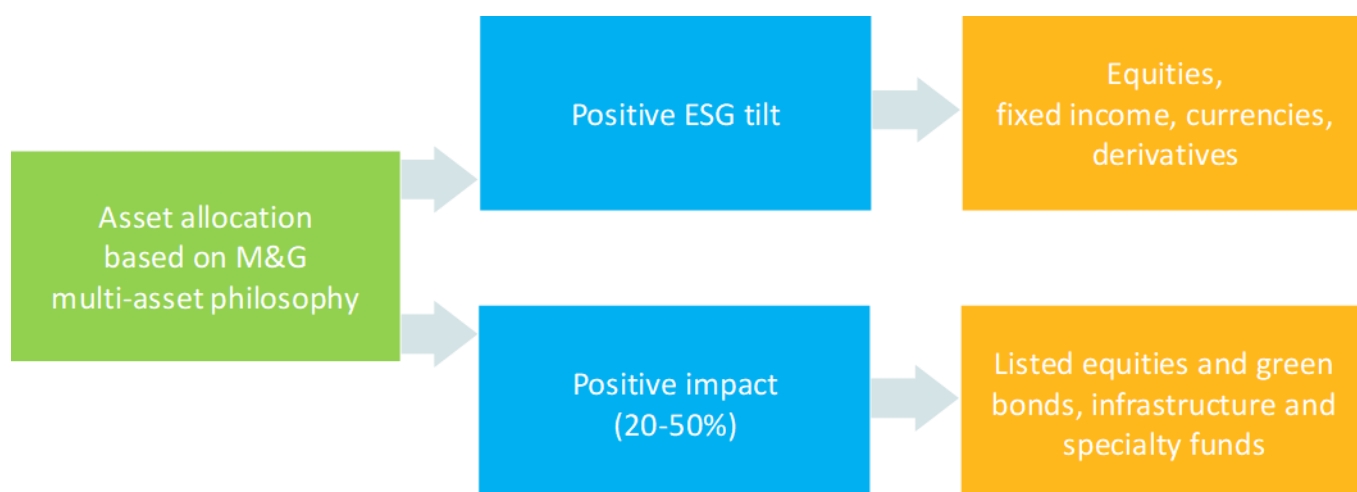 Asset allocation
based on M&G
multi-asset philosophy
Positive ESG tilt
Equities,
fixed income, currencies,
derivatives
Positive impact
(20-50%)
Listed equities and green
bonds, infrastructure and
specialty funds